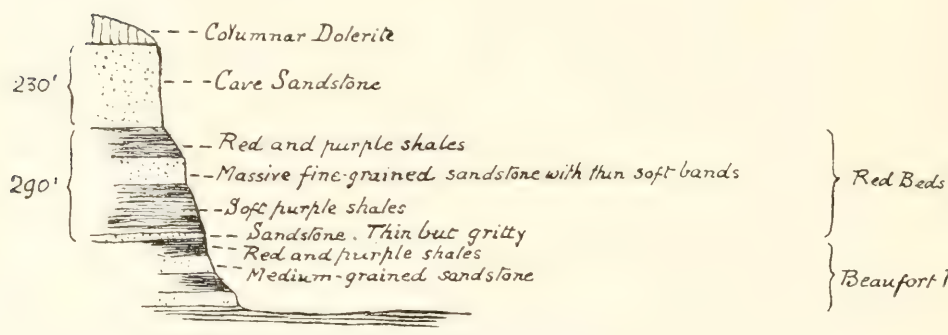 Columnar Dolerite
230'
Cave Sandstone
Red and purple shales
Massive fine-grained sandstone with thin soft bands
290'
Red Beds
Soft purple shales
Sandstone. Thin but gritty
Red and purple shales
Medium-grained sandstone
Beaufort